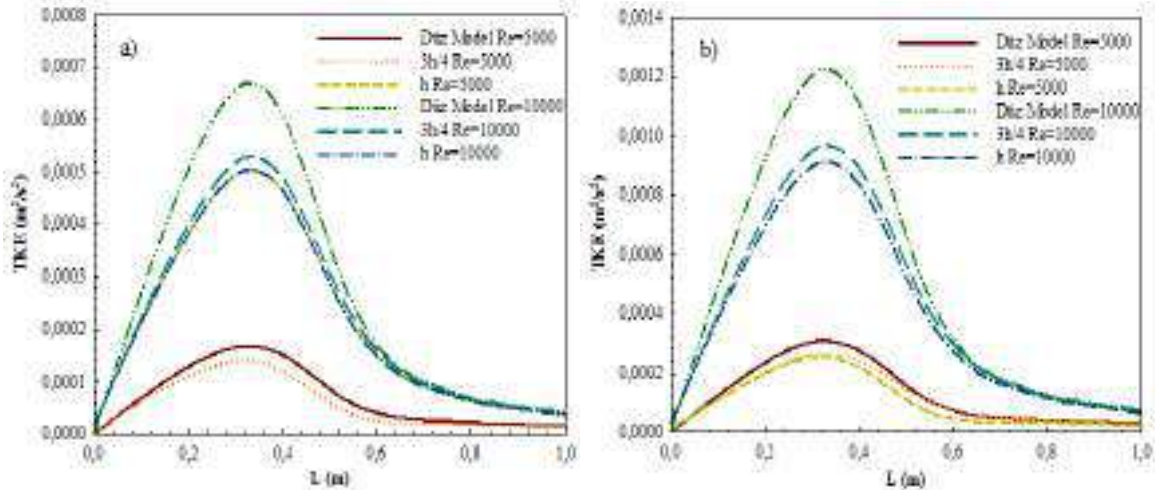 a)
Düz Model Re=5000
3h/4 Re=5000
h Re=5000
Düz Model Re=10000
3h/4 Re=10000
h Re=10000
TKE (m²/s²)
0,0008
0,0007
0,0006
0,0005
0,0004
0,0003
0,0002
0,0001
0,0000
0,0 0,2 0,4 0,6 0,8 1,0
L (m)
b)
Düz Model Re=5000
3h/4 Re=5000
h Re=5000
Düz Model Re=10000
3h/4 Re=10000
h Re=10000
TKE (m²/s²)
0,0014
0,0012
0,0010
0,0008
0,0006
0,0004
0,0002
0,0000
0,0 0,2 0,4 0,6 0,8 1,0
L (m)